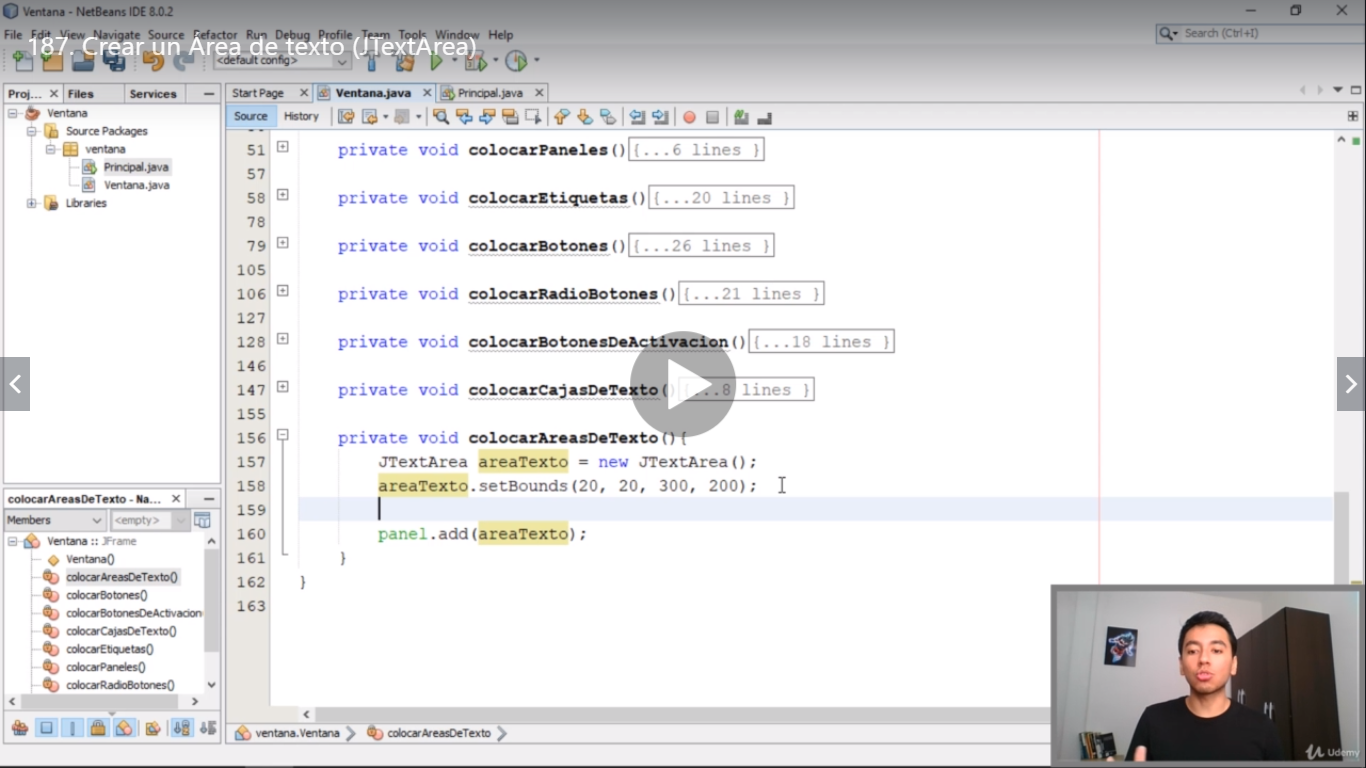 Ventana - NetBeans IDE 8.0.2
File Edit View Navigate Source Refactor Run Debug Profile Team Tools Window Help
187. Crear un Área de texto (JTextArea)
Search (Ctrl+I)
<default config>
Proj... Files Services
Start Page Ventana.java Principal.java
Source History
Ventana
Source Packages
ventana
Principal.java
Ventana.java
Libraries
51 private void colocarPaneles() {...6 lines }
57
58 private void colocarEtiquetas() {...20 lines }
78
79 private void colocarBotones() {...26 lines }
105
106 private void colocarRadioBotones() {...21 lines }
127
128 private void colocarBotonesDeActivacion() {...18 lines }
146
147 private void colocarCajasDeTexto() {...8 lines }
155
156 private void colocarAreasDeTexto(){
157 JTextArea areaTexto = new JTextArea();
158 areaTexto.setBounds(20, 20, 300, 200);
159
160 panel.add(areaTexto);
161 }
162 }
163
colocarAreasDeTexto - Na...
Members <empty>
Ventana :: JFrame
Ventana()
colocarAreasDeTexto()
colocarBotones()
colocarBotonesDeActivacion
colocarCajasDeTexto()
colocarEtiquetas()
colocarPaneles()
colocarRadioBotones()
ventana.Ventana colocarAreasDeTexto
Udemy